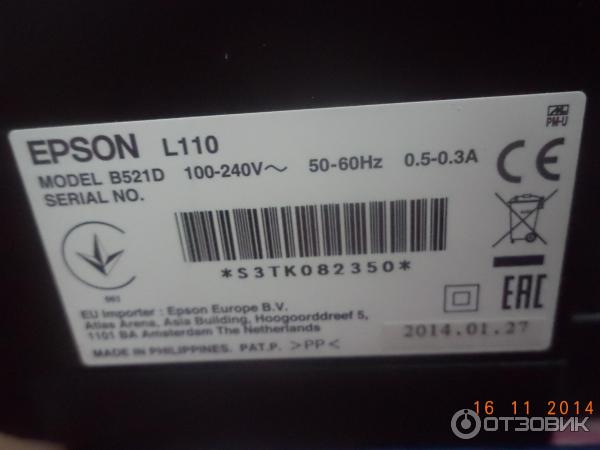 EPSON L110
MODEL B521D 100-240V～ 50-60Hz 0.5-0.3A
SERIAL NO.
PM-U
CE
*S3TK082350*
EAC
EU Importer : Epson Europe B.V.
Atlas Arena, Asia Building, Hoogoorddreef 5,
1101 BA Amsterdam The Netherlands
2014.01.27
MADE IN PHILIPPINES. PAT.P. >PP<
16 11 2014
ОТЗОВИК